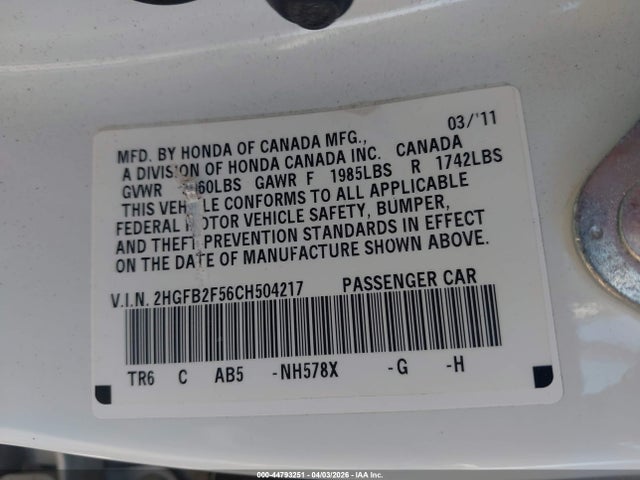 03/'11
MFD. BY HONDA OF CANADA MFG.,
A DIVISION OF HONDA CANADA INC. CANADA
GVWR 60LBS GAWR F 1985LBS R 1742LBS
THIS VEH LE CONFORMS TO ALL APPLICABLE
FEDERAL OTOR VEHICLE SAFETY, BUMPER,
AND THEFT PREVENTION STANDARDS IN EFFECT
ON THE DATE OF MANUFACTURE SHOWN ABOVE.
V.I.N. 2HGFB2F56CH504217 PASSENGER CAR
TR6 C AB5 -NH578X -G -H
000-44793251 - 04/03/2026 - IAA Inc.